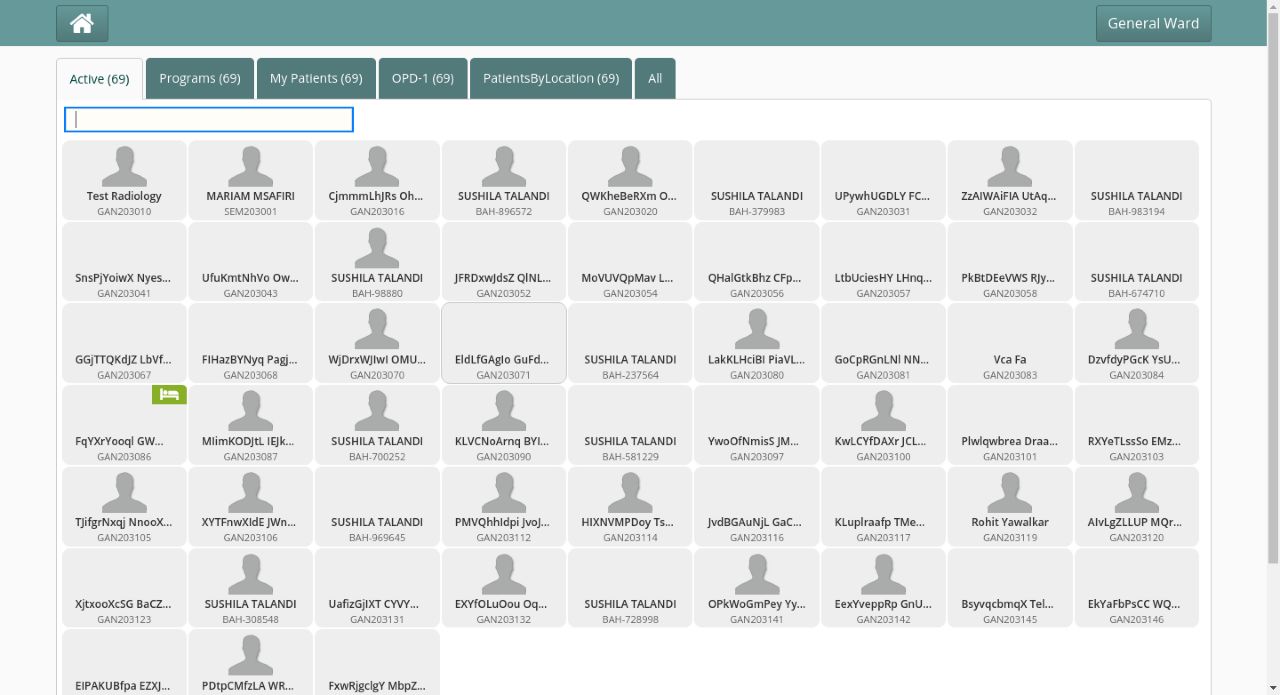 General Ward
Active (69)
Programs (69)
My Patients (69)
OPD-1 (69)
PatientsByLocation (69)
All
Test Radiology
GAN203010
MARIAM MSAFIRI
SEM203001
CjmmmLhJRs Oh...
GAN203016
SUSHILA TALANDI
BAH-896572
QWKheBeRXm O...
GAN203020
SUSHILA TALANDI
BAH-379983
UPywhUGDLY FC...
GAN203031
ZzAIWAiFIA UtAq...
GAN203032
SUSHILA TALANDI
BAH-983194
SnsPjYoiwX Nyes...
GAN203041
UfuKmtNhVo Ow...
GAN203043
SUSHILA TALANDI
BAH-98880
JFRDxwJdsZ QlNL...
GAN203052
MoVUVQpMav L...
GAN203054
QHalGtkBhz CFp...
GAN203056
LtbUciesHY LHnq...
GAN203057
PkBtDEeVWS RJy...
GAN203058
SUSHILA TALANDI
BAH-674710
GGjTTQKdJZ LbVf...
GAN203067
FIHazBYNyq Pagj...
GAN203068
WjDrxWJIwI OMU...
GAN203070
EldLfGAgIo GuFd...
GAN203071
SUSHILA TALANDI
BAH-237564
LakKLHciBI PiaVL...
GAN203080
GoCpRGnLNl NN...
GAN203081
Vca Fa
GAN203083
DzvfdyPGcK YsU...
GAN203084
FqYXrYooql GW...
GAN203086
MIimKODJtL IEJk...
GAN203087
SUSHILA TALANDI
BAH-700252
KLVCNoArnq BYI...
GAN203090
SUSHILA TALANDI
BAH-581229
YwoOfNmisS JM...
GAN203097
KwLCYfDAXr JCL...
GAN203100
Plwlqwbrea Draa...
GAN203101
RXYeTLssSo EMz...
GAN203103
TJifgrNxqj NnooX...
GAN203105
XYTFnwXIdE JWn...
GAN203106
SUSHILA TALANDI
BAH-969645
PMVQhhIdpi JvoJ...
GAN203112
HIXNVMPDoy Ts...
GAN203114
JvdBGAuNjL GaC...
GAN203116
KLuplraafp TMe...
GAN203117
Rohit Yawalkar
GAN203119
AIvLgZLLUP MQr...
GAN203120
XjtxooXcSG BaCZ...
GAN203123
SUSHILA TALANDI
BAH-308548
UafizGjIXT CYVY...
GAN203131
EXYfOLuOou Oq...
GAN203132
SUSHILA TALANDI
BAH-728998
OPkWoGmPey Yy...
GAN203141
EexYveppRp GnU...
GAN203142
BsyvqcbmqX Tel...
GAN203145
EkYaFbPsCC WQ...
GAN203146
EIPAKUBfpa EZXJ...
PDtpCMfzLA WR...
FxwRjgclgY MbpZ...